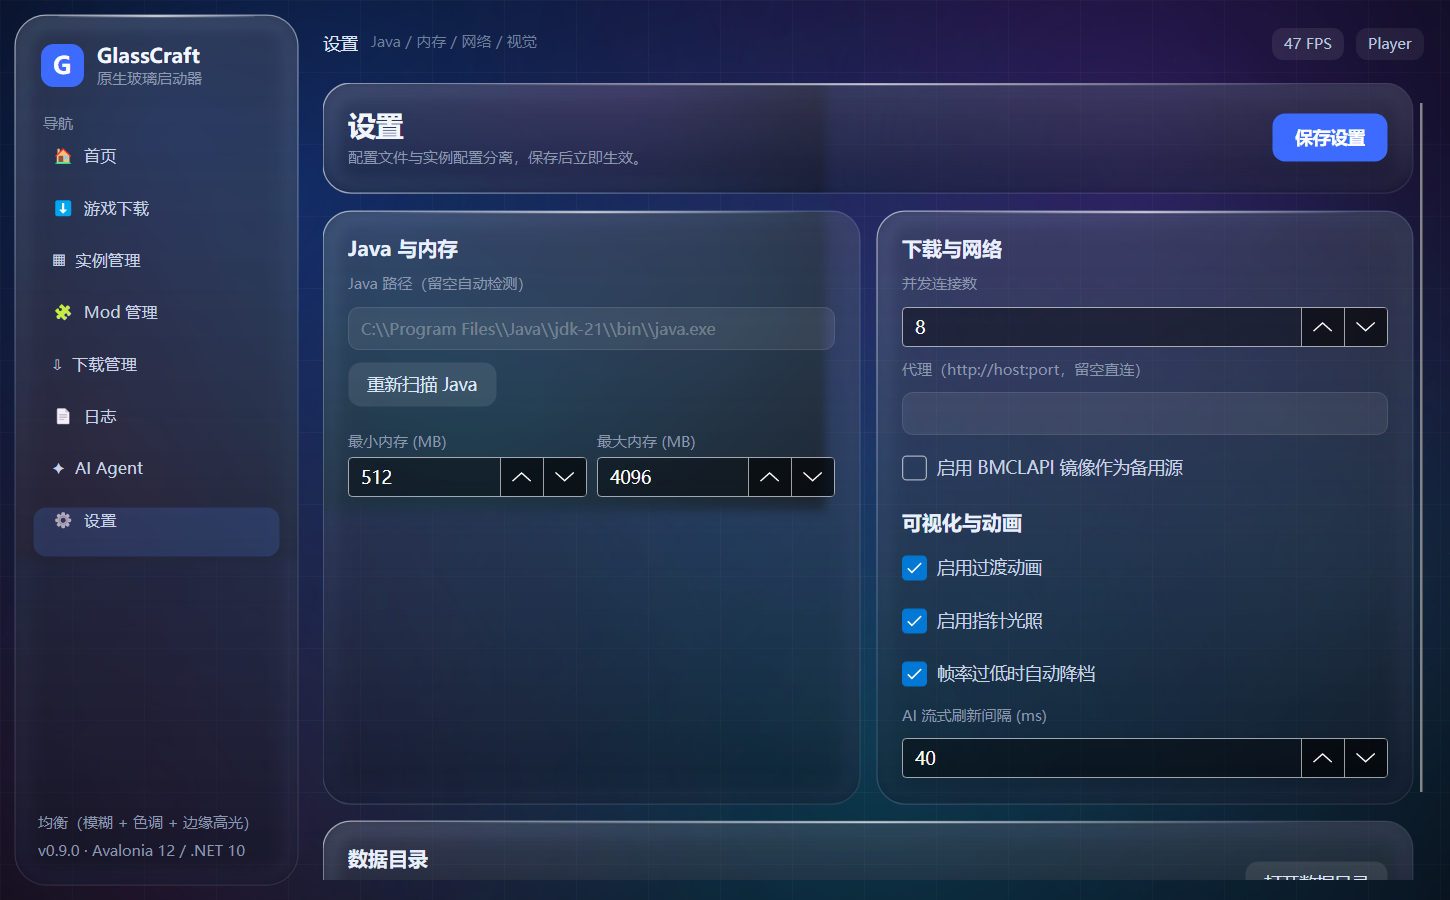 G
GlassCraft
原生玻璃启动器
导航
首页
游戏下载
实例管理
Mod 管理
下载管理
日志
AI Agent
设置
均衡（模糊 + 色调 + 边缘高光）
v0.9.0 · Avalonia 12 / .NET 10
设置 Java / 内存 / 网络 / 视觉
47 FPS
Player
设置
配置文件与实例配置分离，保存后立即生效。
保存设置
Java 与内存
Java 路径（留空自动检测）
C:\\Program Files\\Java\\jdk-21\\bin\\java.exe
重新扫描 Java
最小内存 (MB)
512
最大内存 (MB)
4096
下载与网络
并发连接数
8
代理（http://host:port，留空直连）
启用 BMCLAPI 镜像作为备用源
可视化与动画
启用过渡动画
启用指针光照
帧率过低时自动降档
AI 流式刷新间隔 (ms)
40
数据目录
打开数据目录